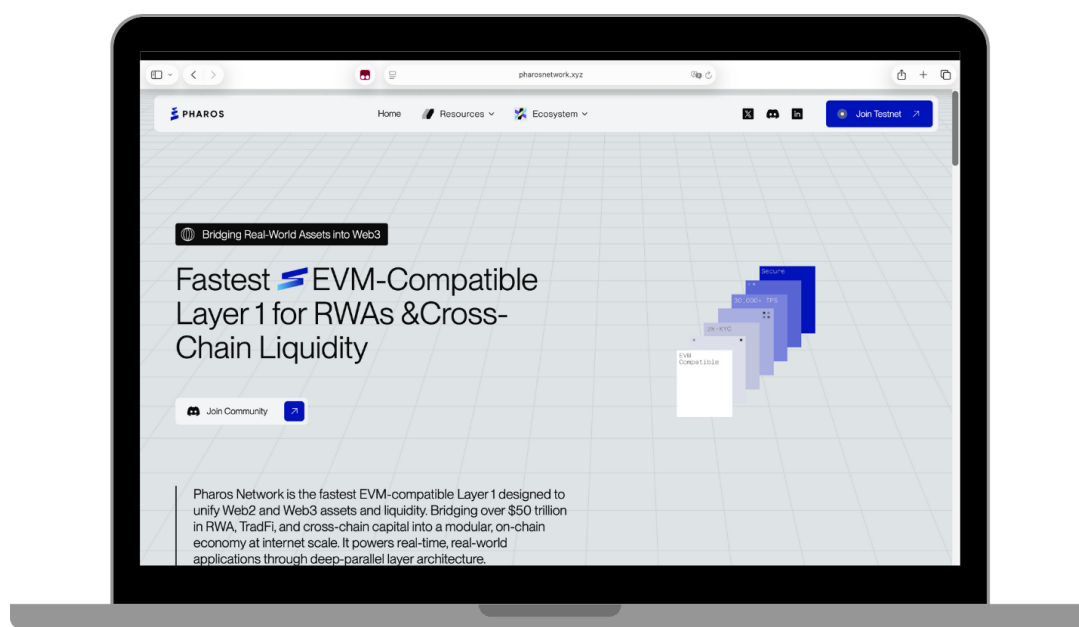 pharosnetwork.xyz
PHAROS
Home
Resources
Ecosystem
Join Testnet
Bridging Real-World Assets into Web3
Fastest EVM-Compatible
Layer 1 for RWAs &Cross-
Chain Liquidity
Join Community
Secure
30,000+ TPS
ZK-KYC
EVM
Compatible
Pharos Network is the fastest EVM-compatible Layer 1 designed to
unify Web2 and Web3 assets and liquidity. Bridging over $50 trillion
in RWA, TradFi, and cross-chain capital into a modular, on-chain
economy at internet scale. It powers real-time, real-world
applications through deep-parallel layer architecture.